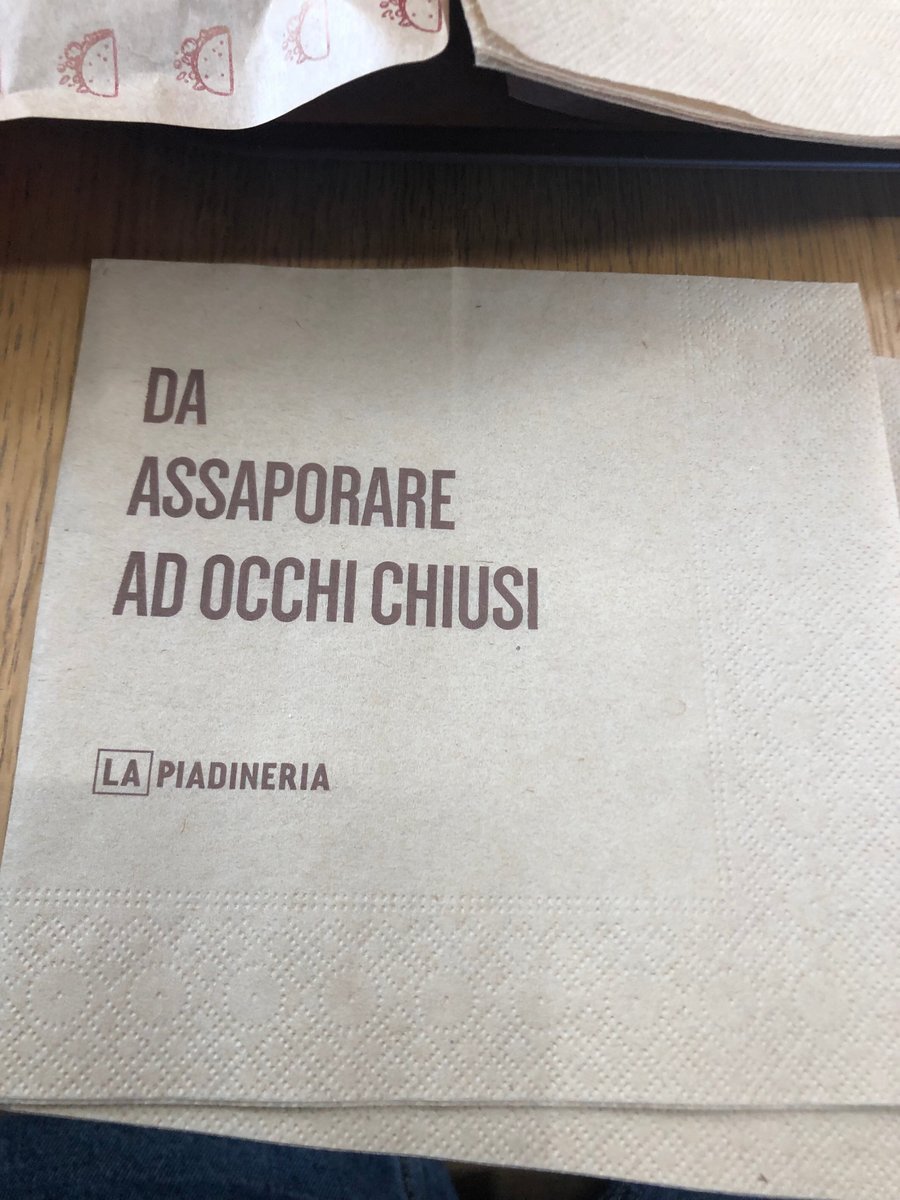 DA
ASSAPORARE
AD OCCHI CHIUSI
LA PIADINERIA